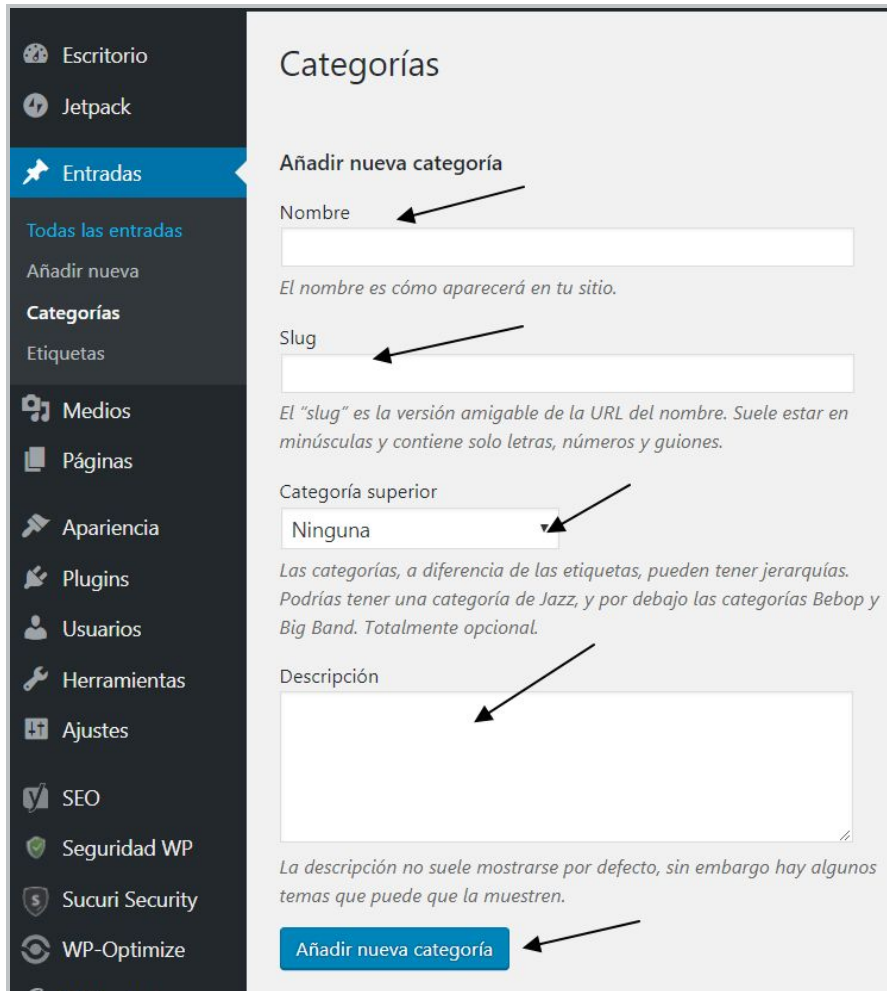 Escritorio
Jetpack
Entradas
Todas las entradas
Añadir nueva
Categorías
Etiquetas
Medios
Páginas
Apariencia
Plugins
Usuarios
Herramientas
Ajustes
SEO
Seguridad WP
Sucuri Security
WP-Optimize
Categorías
Añadir nueva categoría
Nombre
El nombre es cómo aparecerá en tu sitio.
Slug
El “slug” es la versión amigable de la URL del nombre. Suele estar en
minúsculas y contiene solo letras, números y guiones.
Categoría superior
Ninguna
Las categorías, a diferencia de las etiquetas, pueden tener jerarquías.
Podrías tener una categoría de Jazz, y por debajo las categorías Bebop y
Big Band. Totalmente opcional.
Descripción
La descripción no suele mostrarse por defecto, sin embargo hay algunos
temas que puede que la muestren.
Añadir nueva categoría